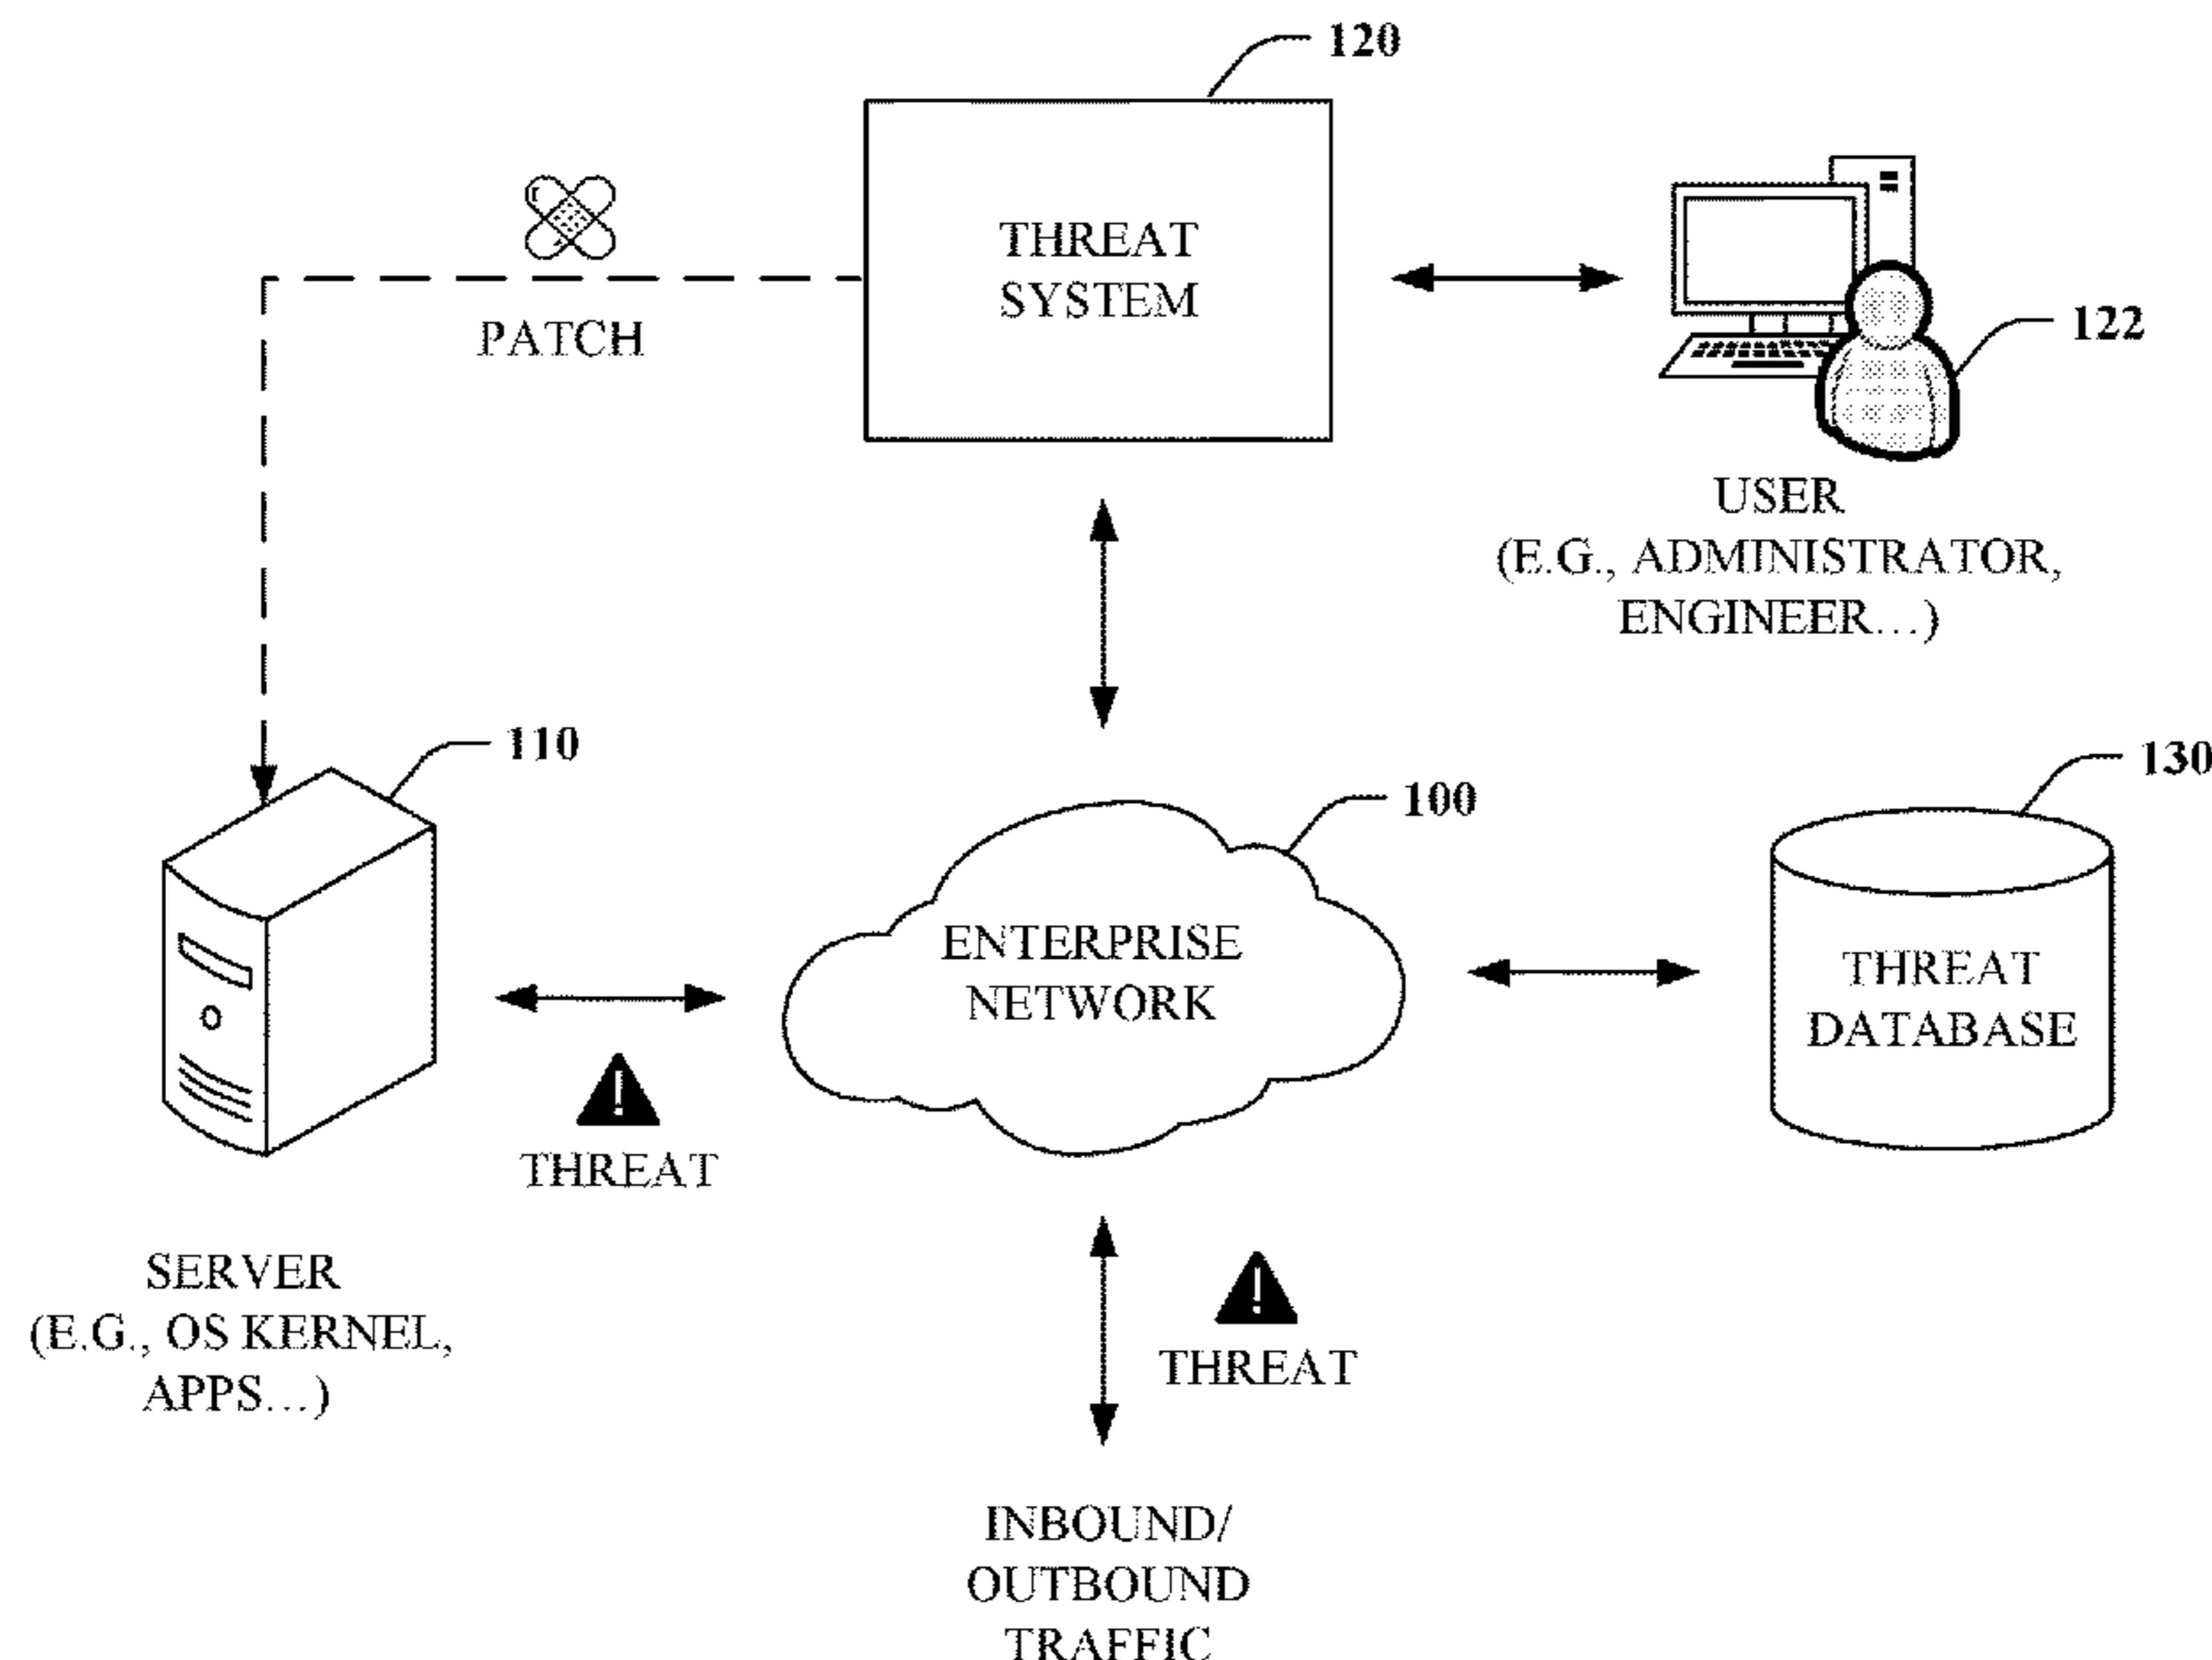 120
THREAT
SYSTEM
PATCH
122
USER
(E.G., ADMINISTRATOR,
ENGINEER...)
110
100
130
ENTERPRISE
NETWORK
THREAT
DATABASE
THREAT
SERVER
(E.G., OS KERNEL,
APPS...)
THREAT
INBOUND/
OUTBOUND
TRAFFIC